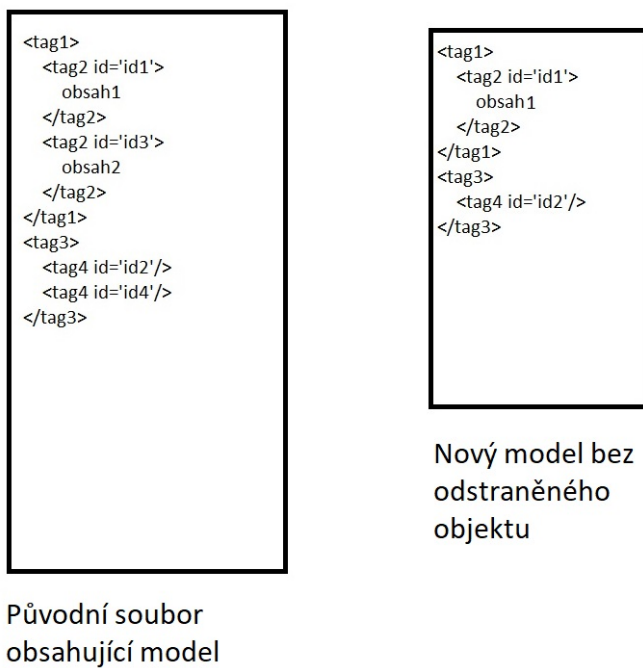 <tag1>
<tag2 id='id1'>
obsah1
</tag2>
<tag2 id='id3'>
obsah2
</tag2>
</tag1>
<tag3>
<tag4 id='id2'/>
<tag4 id='id4'/>
</tag3>
Původní soubor
obsahující model
<tag1>
<tag2 id='id1'>
obsah1
</tag2>
</tag1>
<tag3>
<tag4 id='id2'/>
</tag3>
Nový model bez
odstraněného
objektu